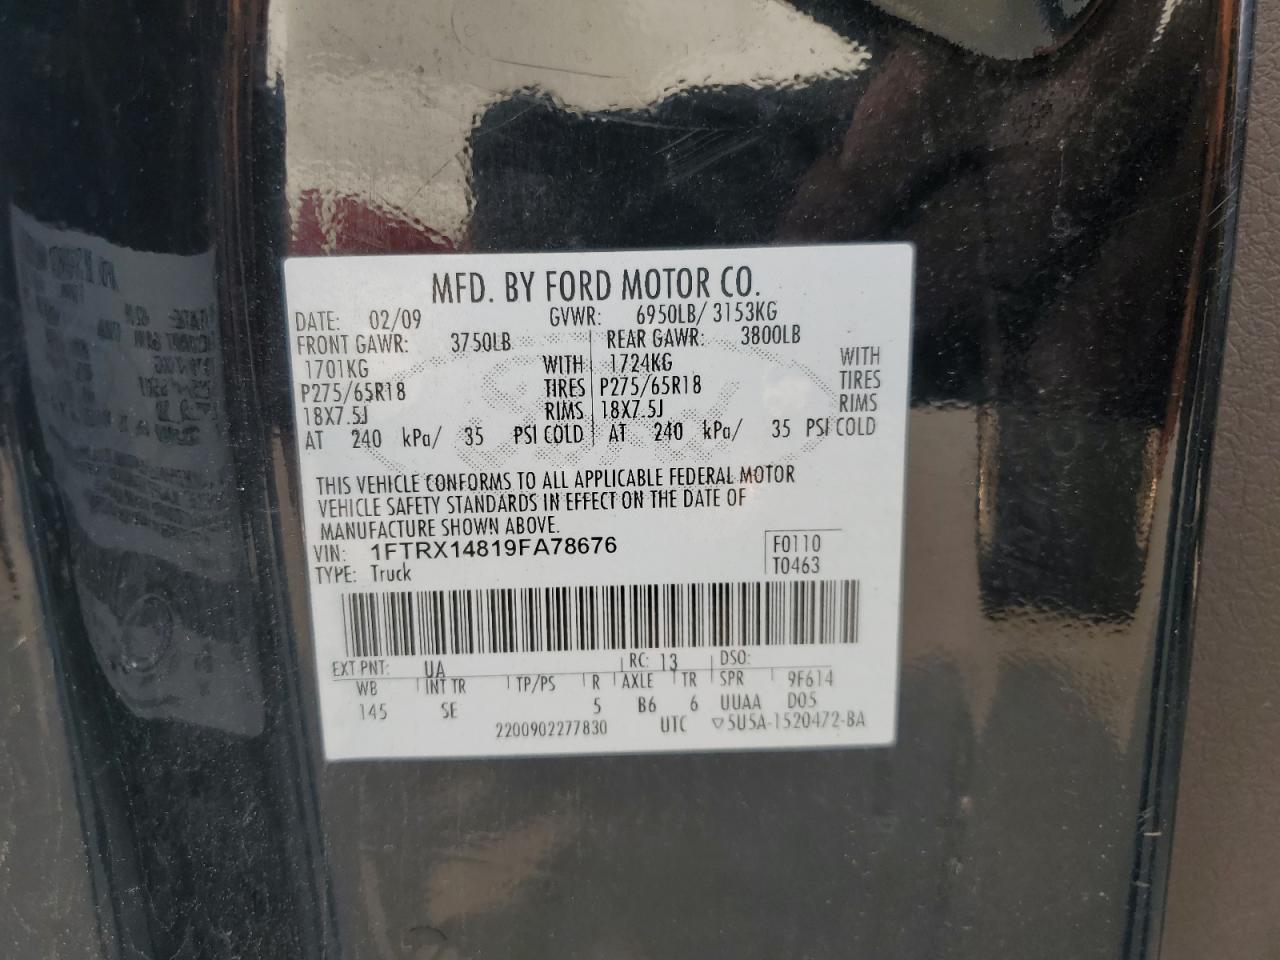 MFD. BY FORD MOTOR CO.
DATE: 02/09 GVWR: 6950LB/ 3153KG
FRONT GAWR: 3750LB REAR GAWR: 3800LB
1701KG WITH 1724KG WITH
P275/65R18 TIRES P275/65R18 TIRES
18X7.5J RIMS 18X7.5J RIMS
AT 240 kPa/ 35 PSI COLD AT 240 kPa/ 35 PSI COLD
THIS VEHICLE CONFORMS TO ALL APPLICABLE FEDERAL MOTOR
VEHICLE SAFETY STANDARDS IN EFFECT ON THE DATE OF
MANUFACTURE SHOWN ABOVE.
VIN: 1FTRX14819FA78676 F0110
TYPE: Truck T0463
EXT PNT: UA RC: 13 DSO:
WB INT TR TP/PS R AXLE TR SPR 9F614
145 SE 5 B6 6 UUAA D05
2200902277830 UTC ▽5U5A-1520472-BA